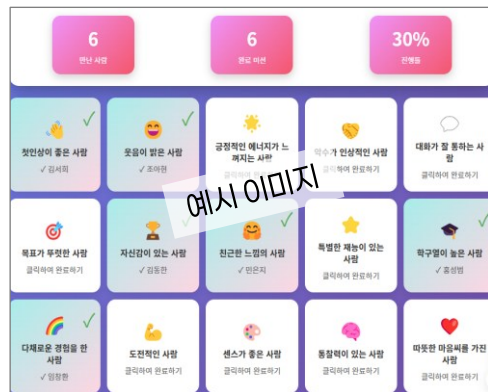 6
만난 사람
6
완료 미션
30%
진행률
첫인상이 좋은 사람
✓ 김서희
웃음이 밝은 사람
✓ 조아현
긍정적인 에너지가 느
껴지는 사람
악수가 인상적인 사람
대화가 잘 통하는 사
람
클릭하여 완료하기
예시 이미지
목표가 뚜렷한 사람
클릭하여 완료하기
자신감이 있는 사람
✓ 김동한
친근한 느낌의 사람
✓ 민은지
특별한 재능이 있는
사람
클릭하여 완료하기
학구열이 높은 사람
✓ 홍성범
다채로운 경험을 한
사람
✓ 임장환
도전적인 사람
클릭하여 완료하기
센스가 좋은 사람
클릭하여 완료하기
통찰력이 있는 사람
클릭하여 완료하기
따뜻한 마음씨를 가진
사람
클릭하여 완료하기